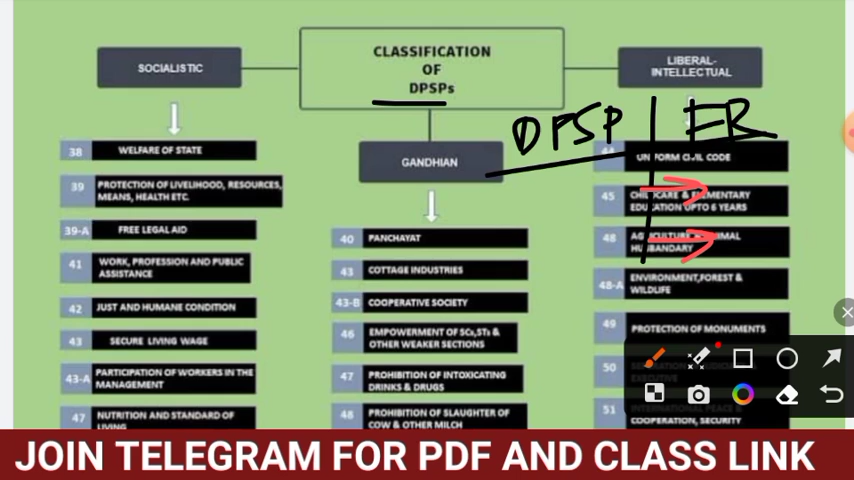 CLASSIFICATION
OF
DPSPs
SOCIALISTIC
LIBERAL-
INTELLECTUAL
GANDHIAN
DPSP | FR
38 WELFARE OF STATE
39 PROTECTION OF LIVELIHOOD, RESOURCES,
MEANS, HEALTH ETC.
39-A FREE LEGAL AID
41 WORK, PROFESSION AND PUBLIC
ASSISTANCE
42 JUST AND HUMANE CONDITION
43 SECURE LIVING WAGE
43-A PARTICIPATION OF WORKERS IN THE
MANAGEMENT
47 NUTRITION AND STANDARD OF
LIVING
40 PANCHAYAT
43 COTTAGE INDUSTRIES
43-B COOPERATIVE SOCIETY
46 EMPOWERMENT OF SCs,STs &
OTHER WEAKER SECTIONS
47 PROHIBITION OF INTOXICATING
DRINKS & DRUGS
48 PROHIBITION OF SLAUGHTER OF
COW & OTHER MILCH
44 UNIFORM CIVIL CODE
45 CHILDCARE & ELEMENTARY
EDUCATION UPTO 6 YEARS
48 AGRICULTURE & ANIMAL
HUSBANDARY
48-A ENVIRONMENT,FOREST &
WILDLIFE
49 PROTECTION OF MONUMENTS
50
51 INTERNATIONAL PEACE &
COOPERATION, SECURITY
JOIN TELEGRAM FOR PDF AND CLASS LINK